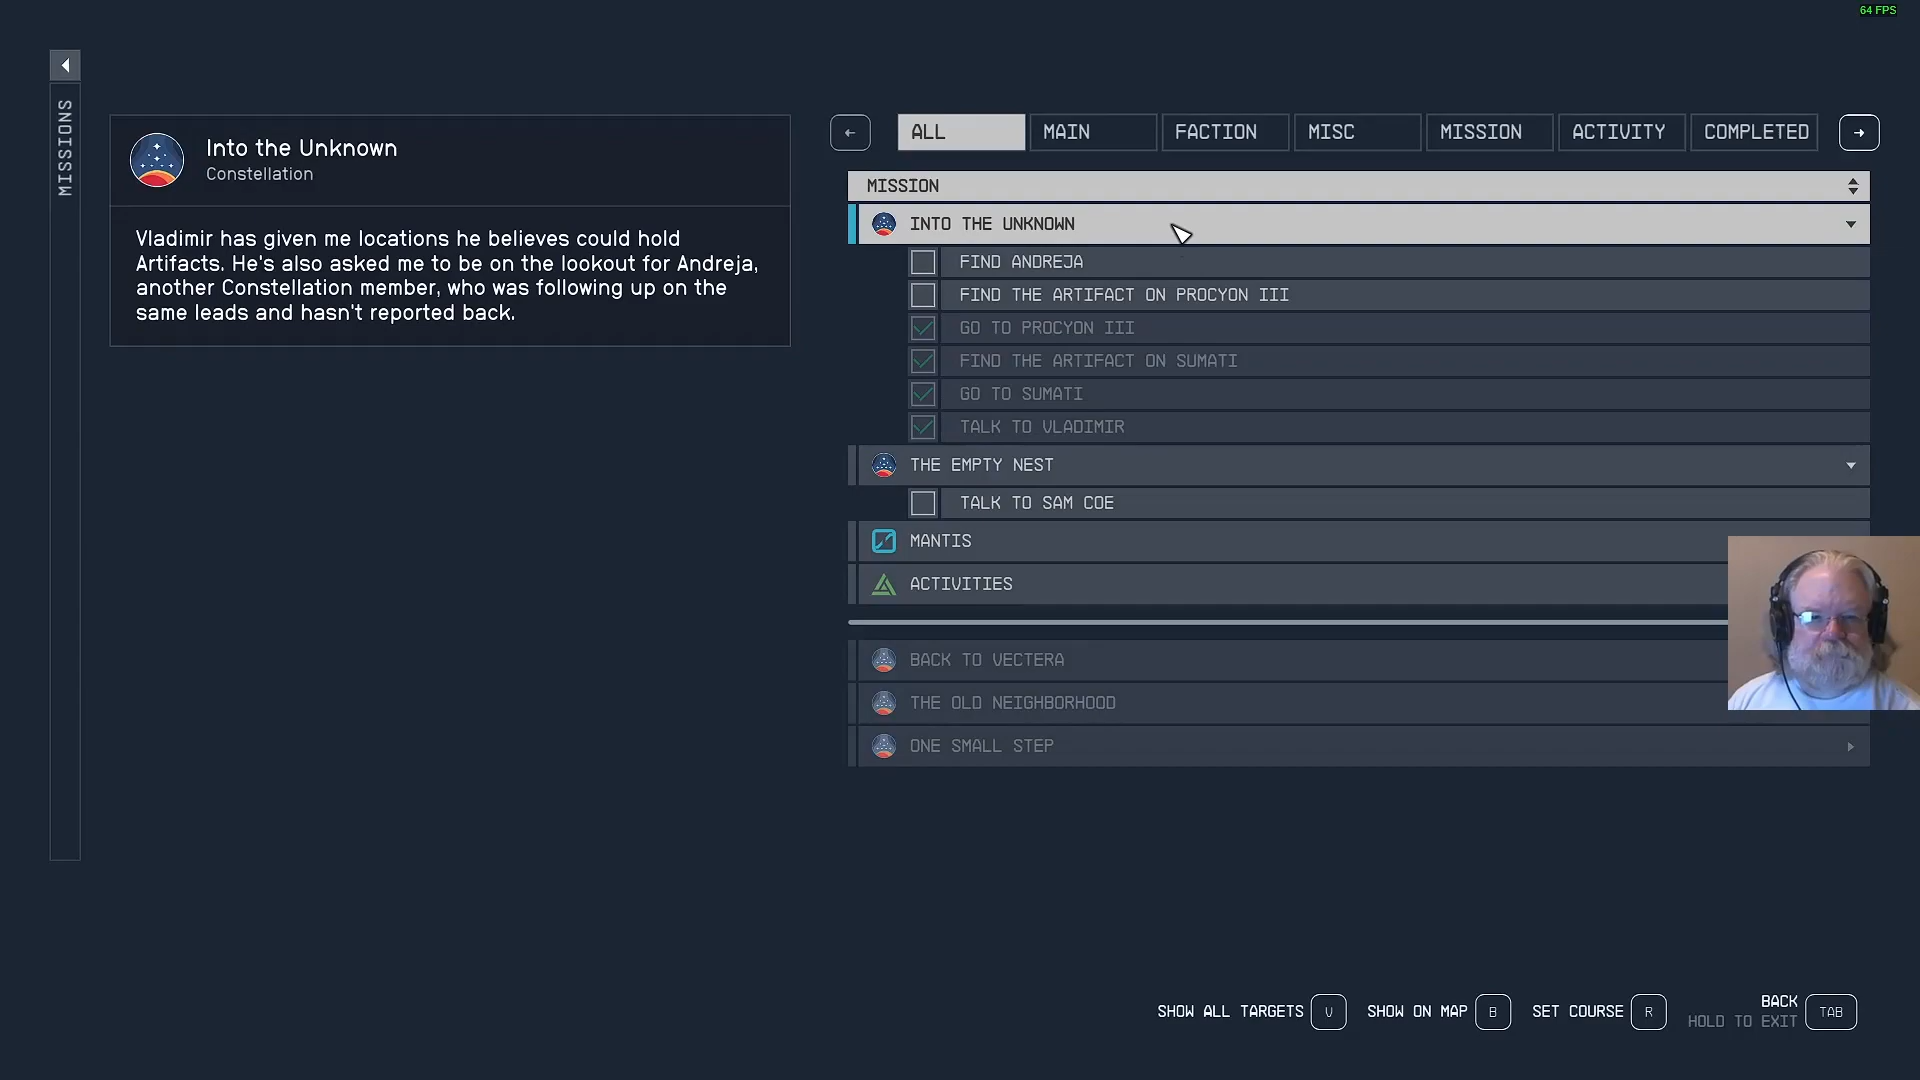 64 FPS
MISSIONS
Into the Unknown
Constellation
Vladimir has given me locations he believes could hold
Artifacts. He's also asked me to be on the lookout for Andreja,
another Constellation member, who was following up on the
same leads and hasn't reported back.
ALL
MAIN
FACTION
MISC
MISSION
ACTIVITY
COMPLETED
MISSION
INTO THE UNKNOWN
FIND ANDREJA
FIND THE ARTIFACT ON PROCYON III
GO TO PROCYON III
FIND THE ARTIFACT ON SUMATI
GO TO SUMATI
TALK TO VLADIMIR
THE EMPTY NEST
TALK TO SAM COE
MANTIS
ACTIVITIES
BACK TO VECTERA
THE OLD NEIGHBORHOOD
ONE SMALL STEP
SHOW ALL TARGETS V
SHOW ON MAP B
SET COURSE R
BACK
HOLD TO EXIT
TAB